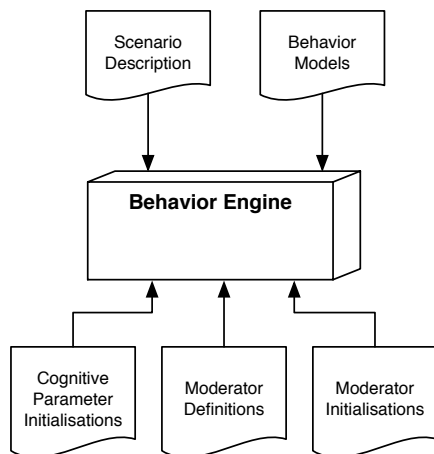 Scenario
Description
Behavior
Models
Behavior Engine
Cognitive
Parameter
Initialisations
Moderator
Definitions
Moderator
Initialisations